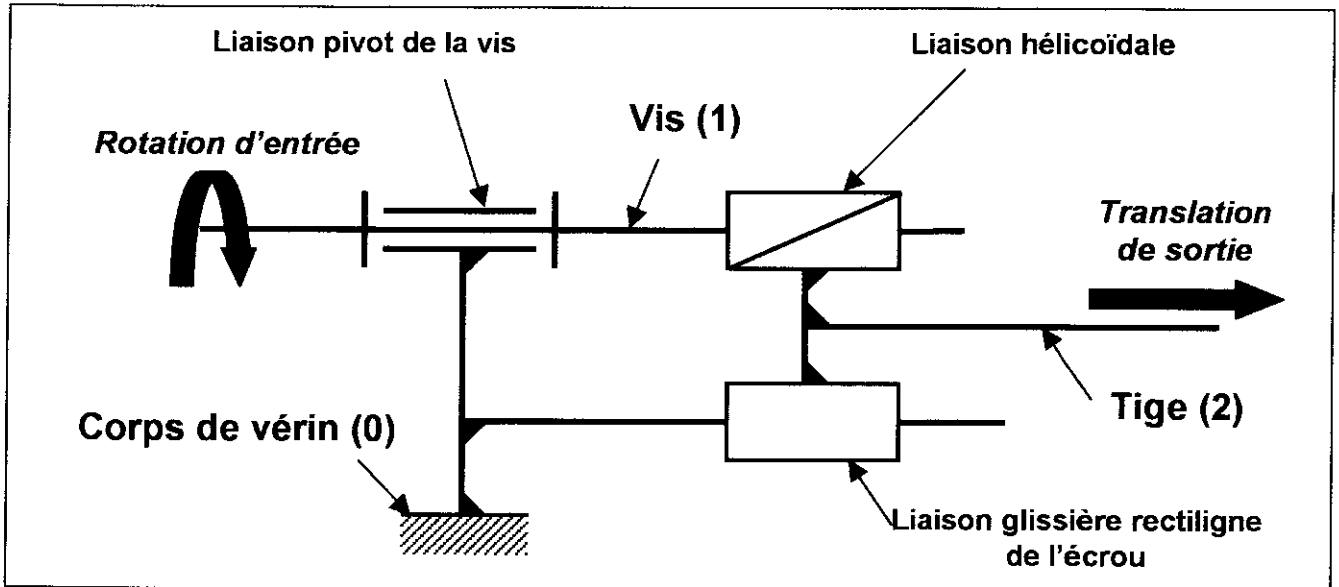 Liaison pivot de la vis
Liaison hélicoïdale
Vis (1)
Rotation d'entrée
Translation
de sortie
Corps de vérin (0)
Tige (2)
Liaison glissière rectiligne
de l'écrou